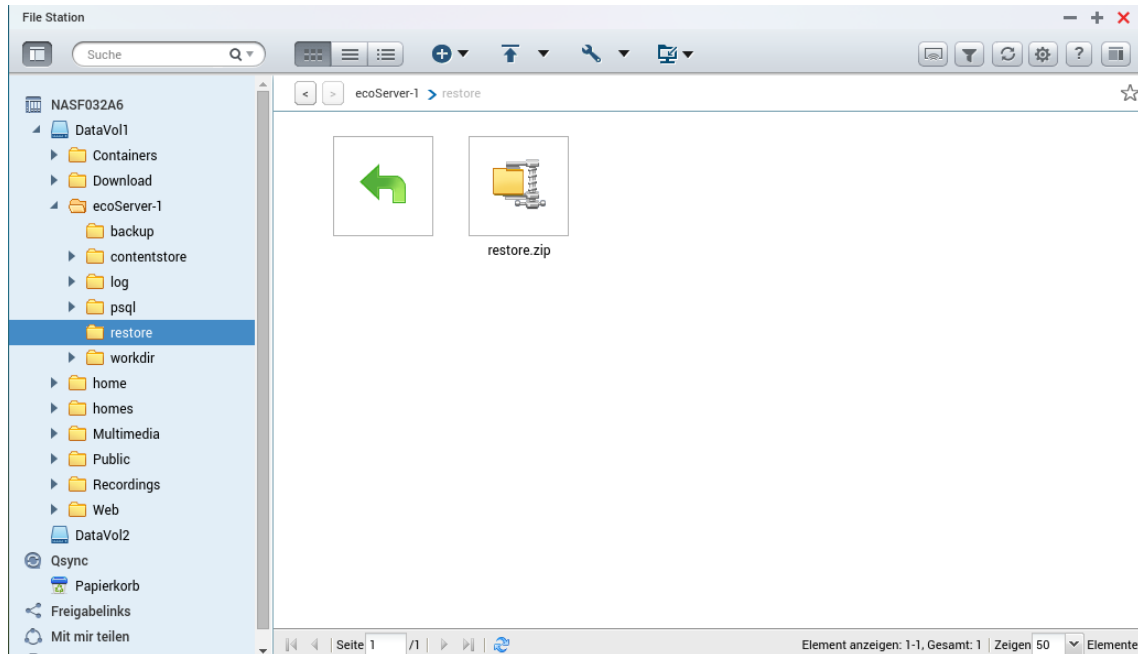 File Station
Suche
NASF032A6
DataVol1
Containers
Download
ecoServer-1
backup
contentstore
log
psql
restore
workdir
home
homes
Multimedia
Public
Recordings
Web
DataVol2
Qsync
Papierkorb
Freigabelinks
Mit mir teilen
< > ecoServer-1 > restore
restore.zip
Seite 1 /1
Element anzeigen: 1-1, Gesamt: 1 | Zeigen 50 Elemente